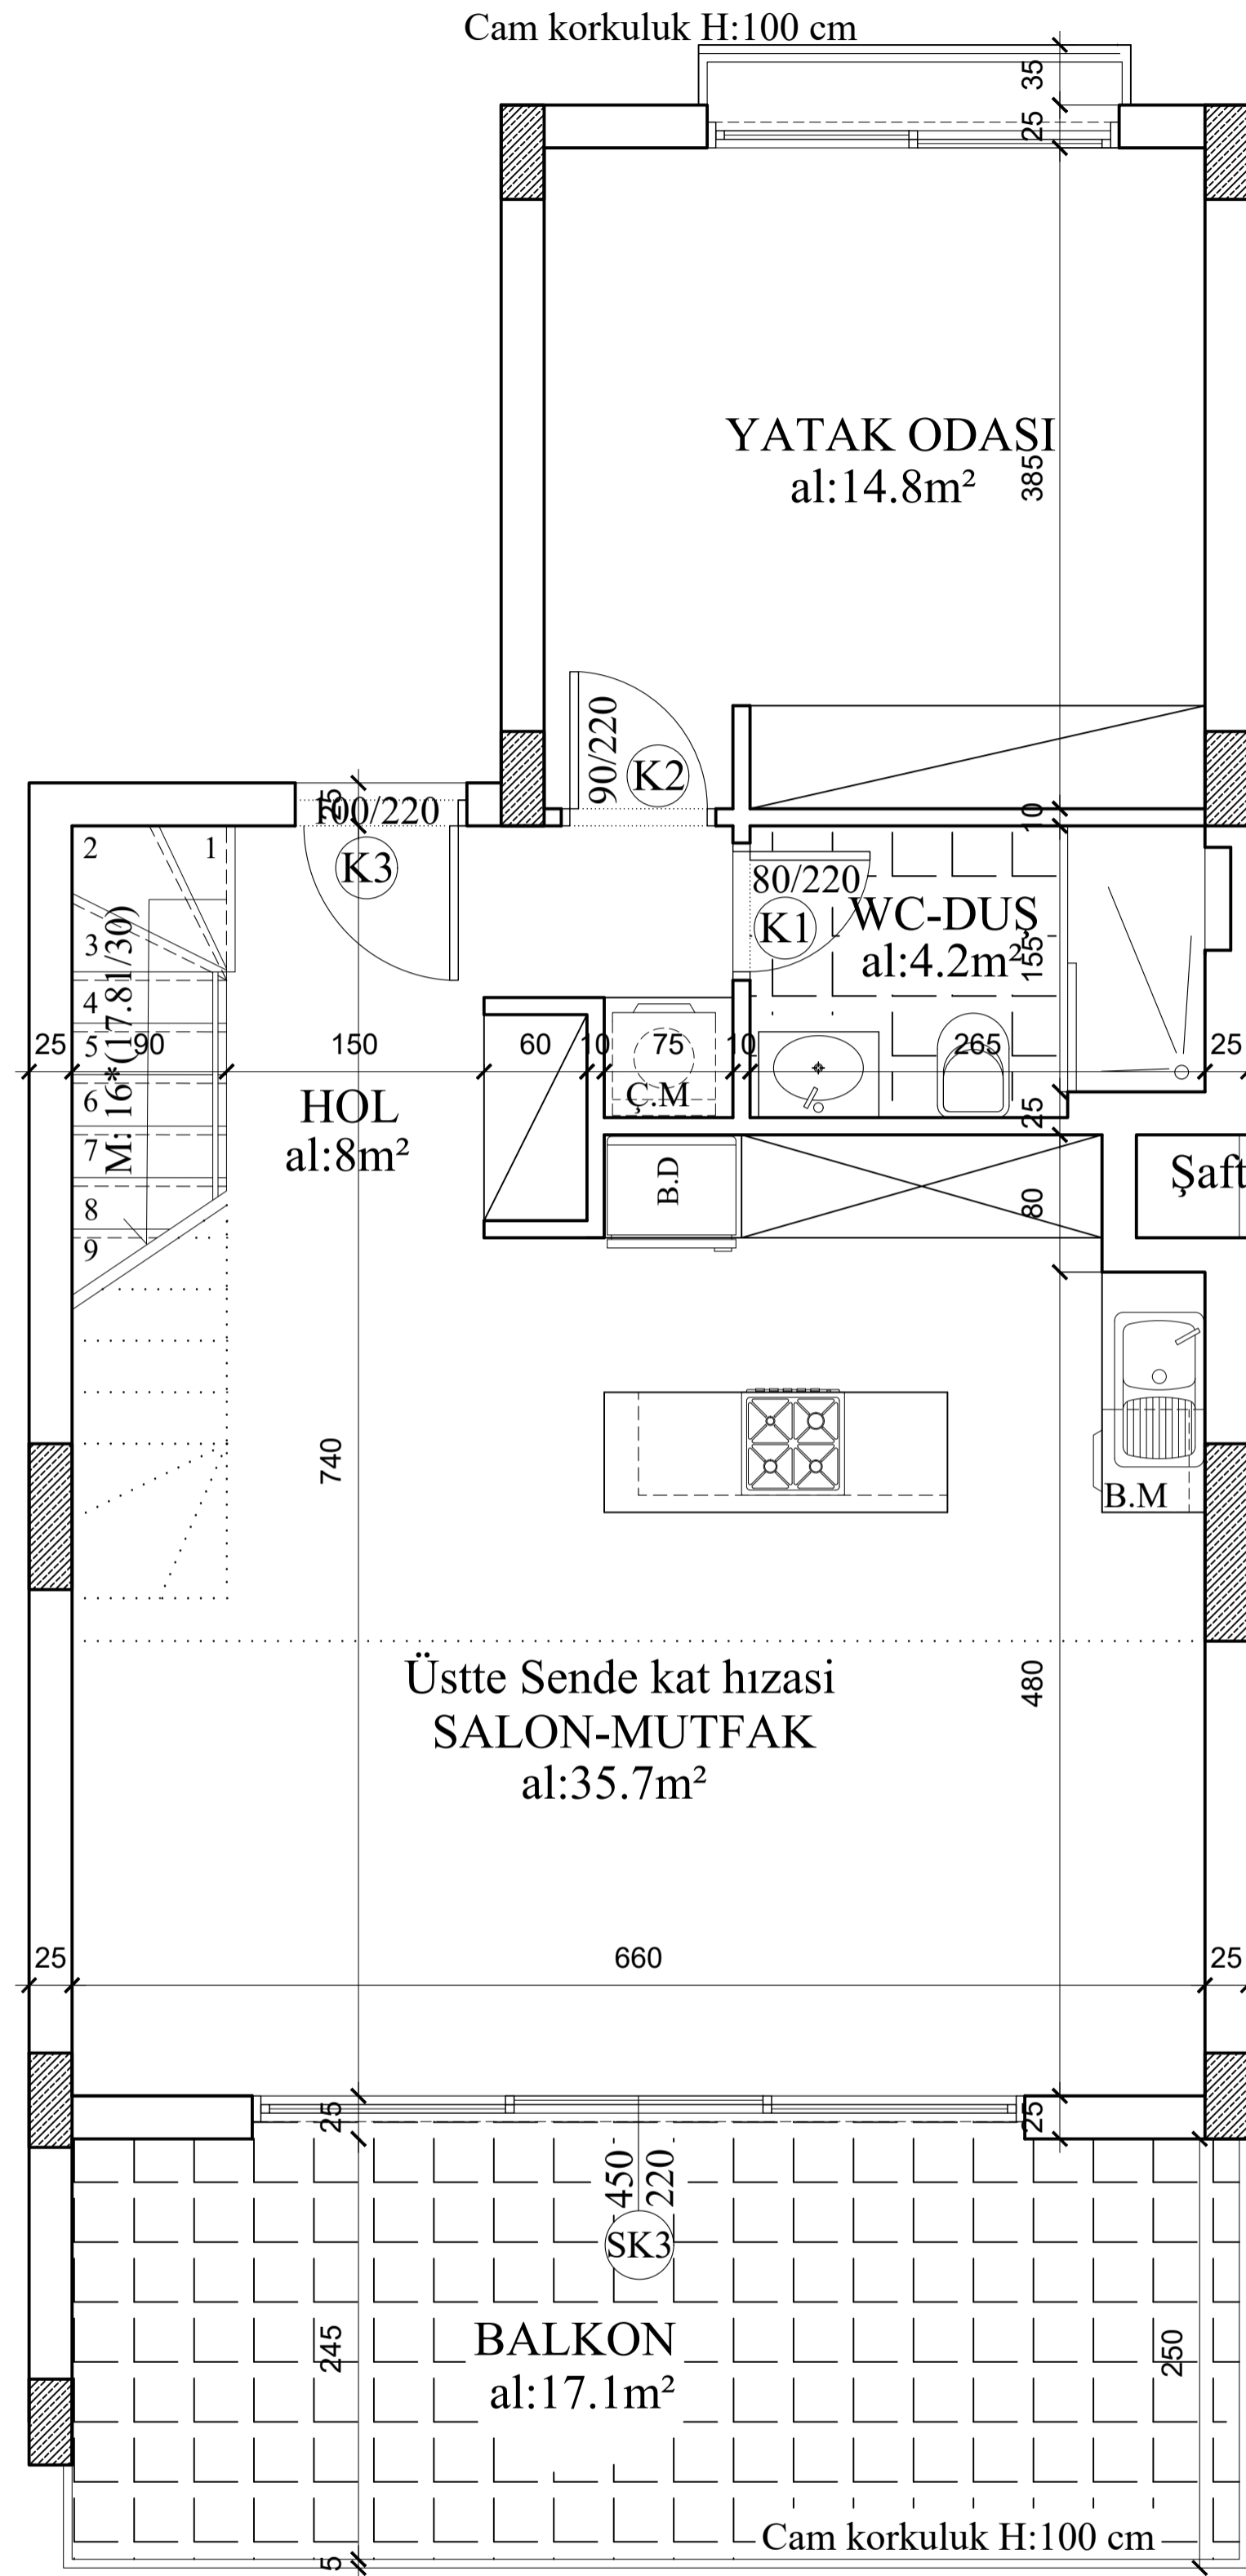 Cam korkuluk H:100 cm
35
25
YATAK ODASI
al:14.8m²
385
90/220
K2
25
100/220
K3
10
2
1
80/220
K1
WC-DUŞ
al:4.2m²
155
3
4
5
6
7
8
9
M: 16*(17.81/30)
25
90
150
60
10
75
10
265
25
Ç.M
25
HOL
al:8m²
B.D
80
Şaft
740
B.M
Üstte Sende kat hızasi
SALON-MUTFAK
al:35.7m²
480
25
660
25
25
25
450
220
SK3
245
BALKON
al:17.1m²
250
Cam korkuluk H:100 cm
5